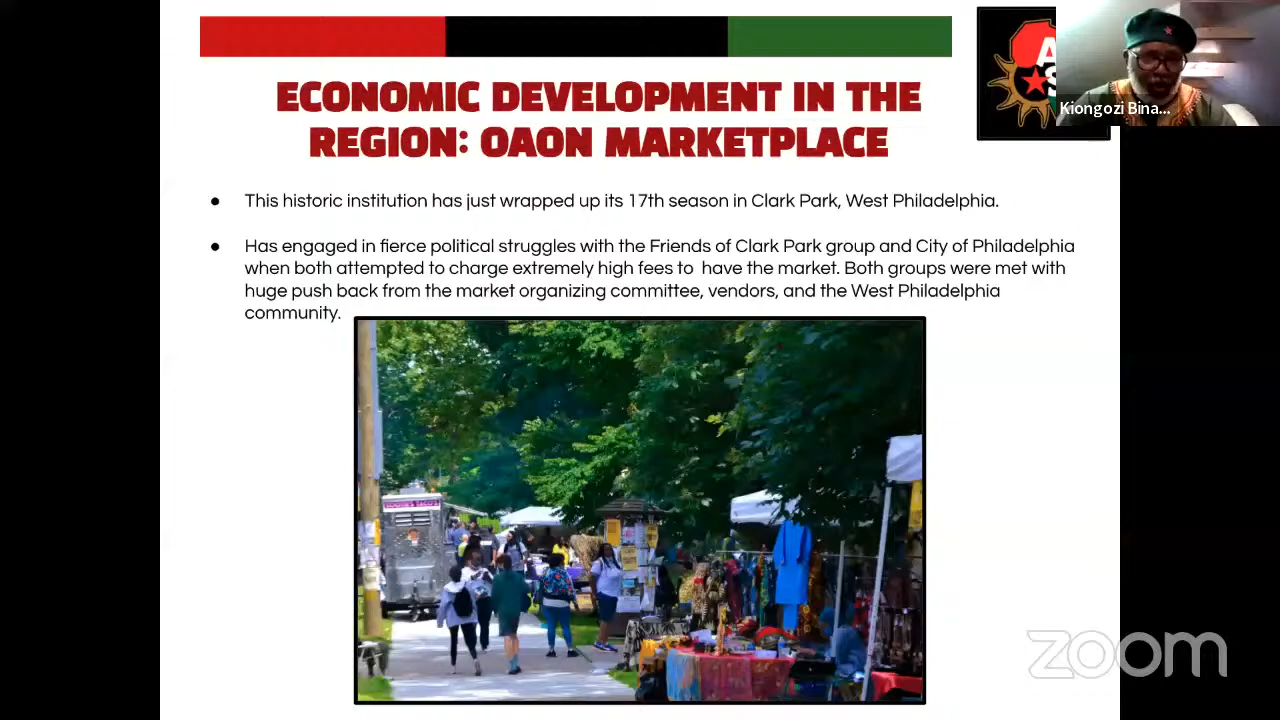 ECONOMIC DEVELOPMENT IN THE
REGION: OAON MARKETPLACE
A
S
Kiongozi Bina...
● This historic institution has just wrapped up its 17th season in Clark Park, West Philadelphia.
● Has engaged in fierce political struggles with the Friends of Clark Park group and City of Philadelphia
when both attempted to charge extremely high fees to  have the market. Both groups were met with
huge push back from the market organizing committee, vendors, and the West Philadelphia
community.
zoom